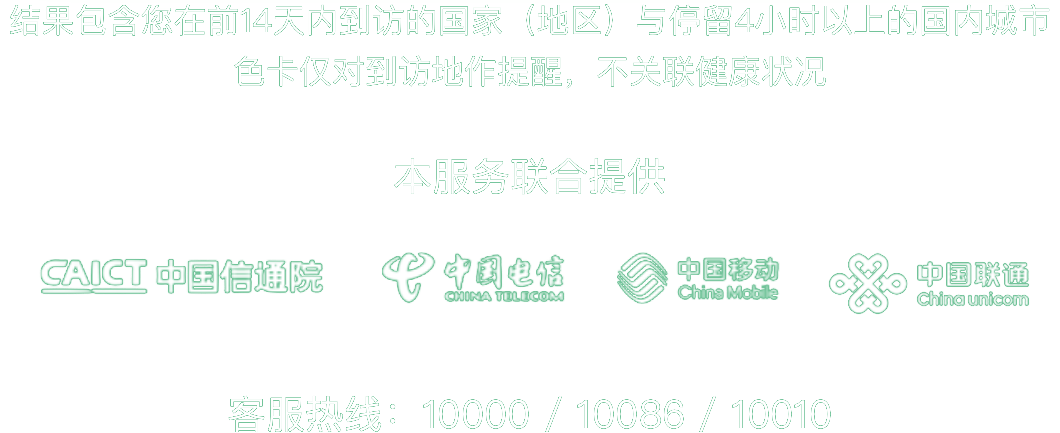 结果包含您在前14天内到访的国家（地区）与停留4小时以上的国内城市
色卡仅对到访地作提醒，不关联健康状况
本服务联合提供
CAICT 中国信通院 中国电信 CHINA TELECOM 中国移动 China Mobile 中国联通 China unicom
客服热线：10000 / 10086 / 10010